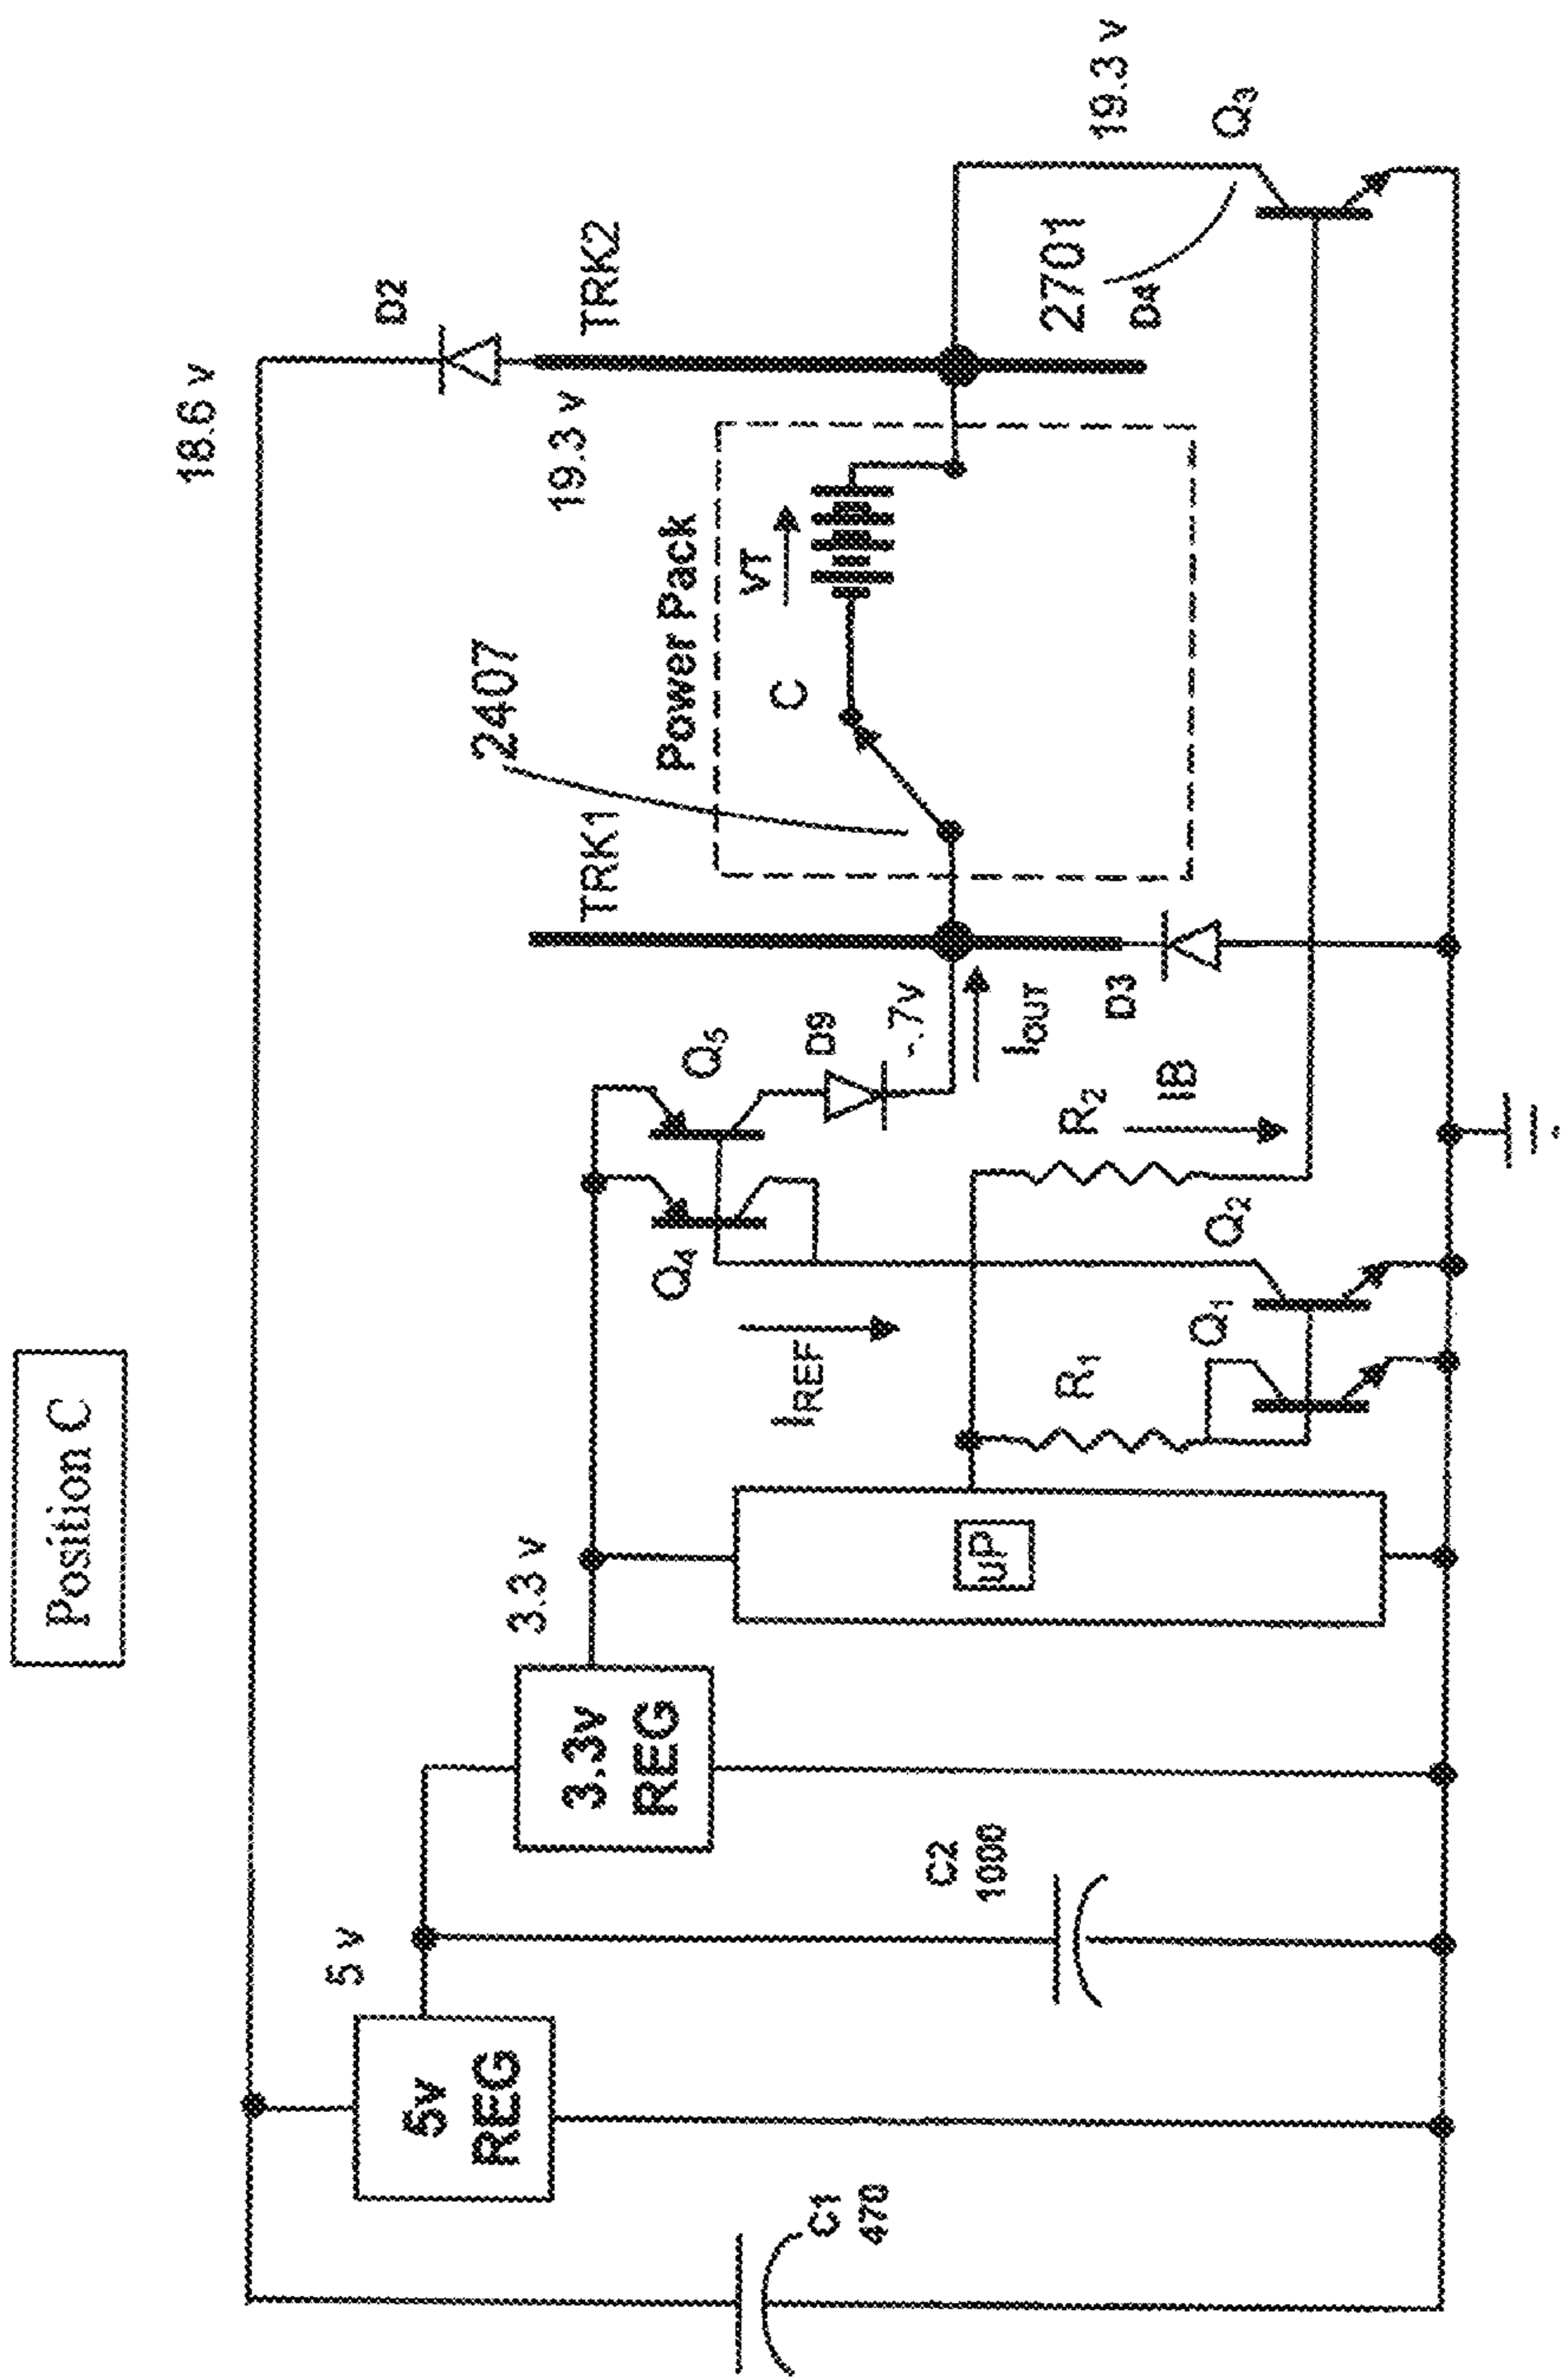 Position C
18.6 v
D2
TRK2
19.3 v
Power Pack
VT
C
2407
TRK1
2701
D4
19.3 v
Q3
Q5
D9
-.7v
IOUT
D3
Q4
IREF
R2
IB
Q2
Q1
R1
3.3 v
uP
3.3v
REG
5 v
5v
REG
C2
1000
C1
470